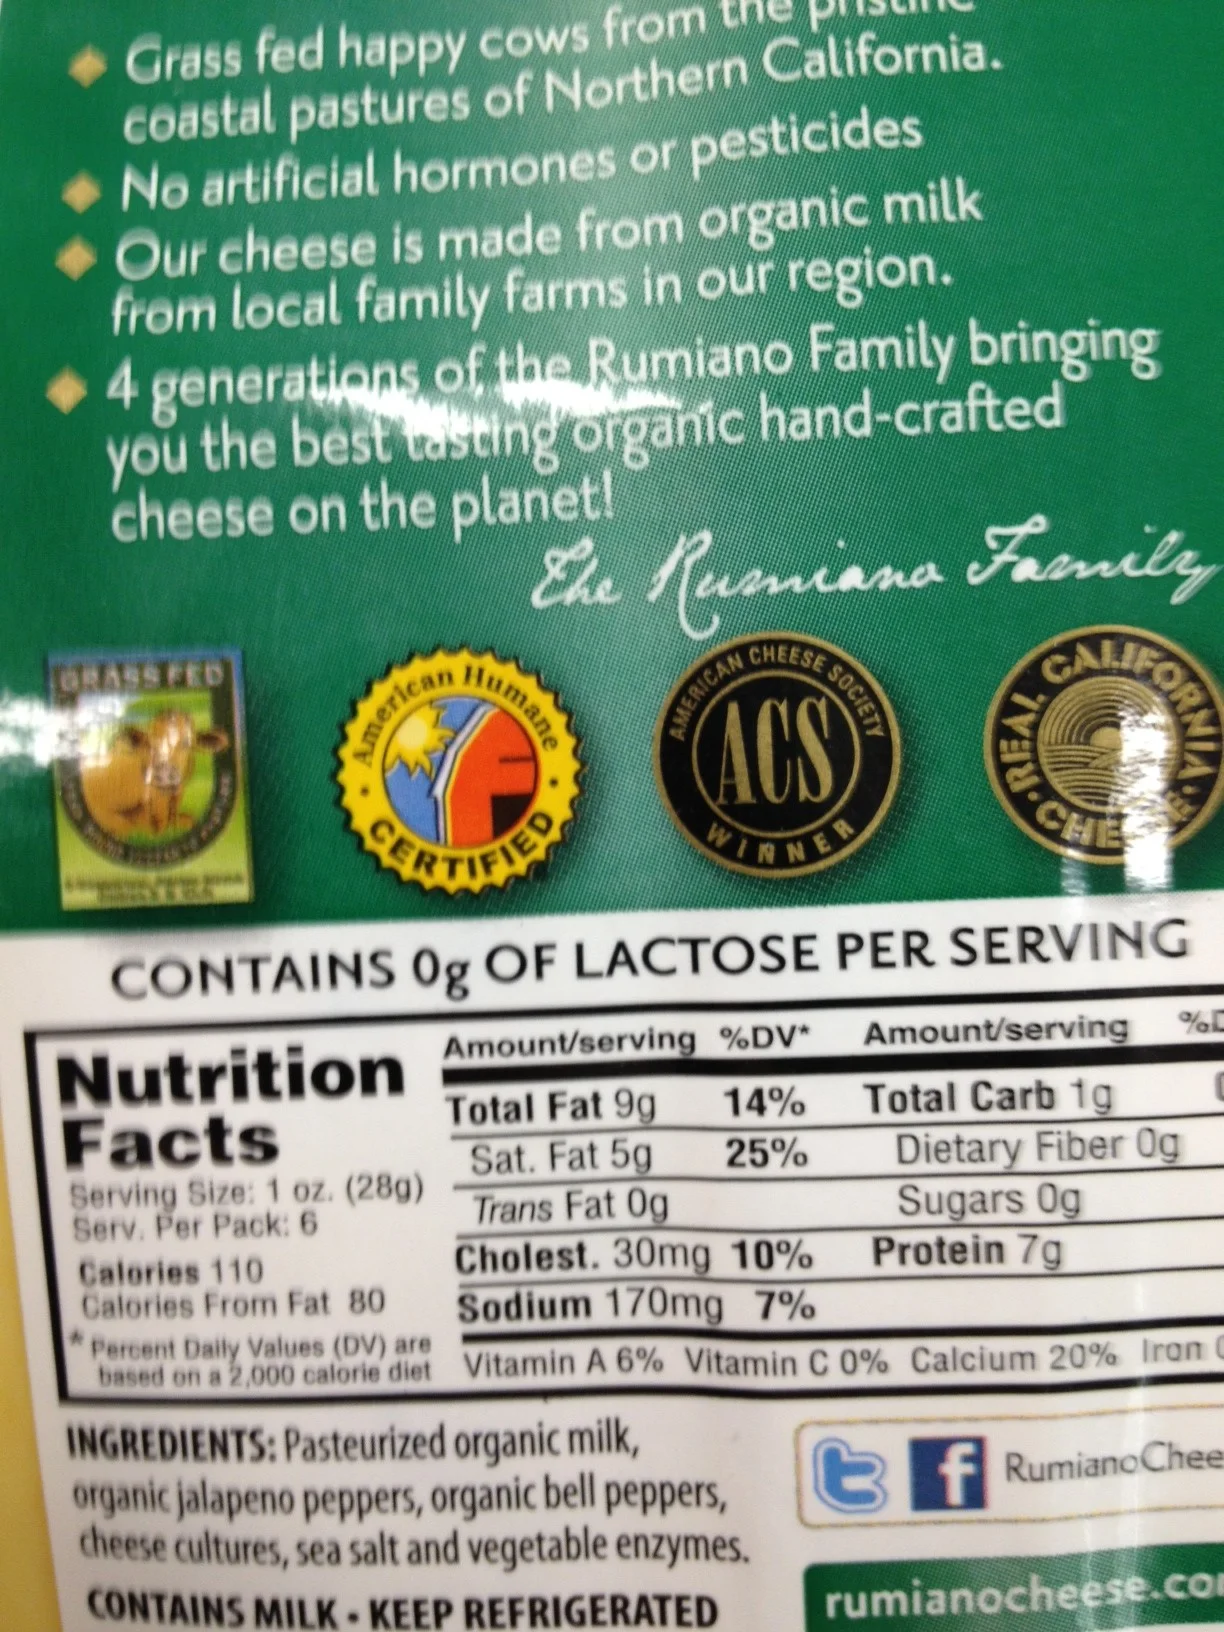 Grass fed happy cows from the pristine
coastal pastures of Northern California.
No artificial hormones or pesticides
Our cheese is made from organic milk
from local family farms in our region.
4 generations of the Rumiano Family bringing
you the best tasting organic hand-crafted
cheese on the planet!
The Rumiano Family
GRASS FED
American Humane
CERTIFIED
AMERICAN CHEESE SOCIETY
ACS
WINNER
REAL CALIFORNIA
CHEESE
CONTAINS 0g OF LACTOSE PER SERVING
Nutrition
Facts
Serving Size: 1 oz. (28g)
Serv. Per Pack: 6
Calories 110
Calories From Fat 80
* Percent Daily Values (DV) are
based on a 2,000 calorie diet
Amount/serving %DV* Amount/serving %D
Total Fat 9g 14% Total Carb 1g
Sat. Fat 5g 25% Dietary Fiber 0g
Trans Fat 0g Sugars 0g
Cholest. 30mg 10% Protein 7g
Sodium 170mg 7%
Vitamin A 6% Vitamin C 0% Calcium 20% Iron
INGREDIENTS: Pasteurized organic milk,
organic jalapeno peppers, organic bell peppers,
cheese cultures, sea salt and vegetable enzymes.
CONTAINS MILK • KEEP REFRIGERATED
t f RumianoChee
rumianocheese.co